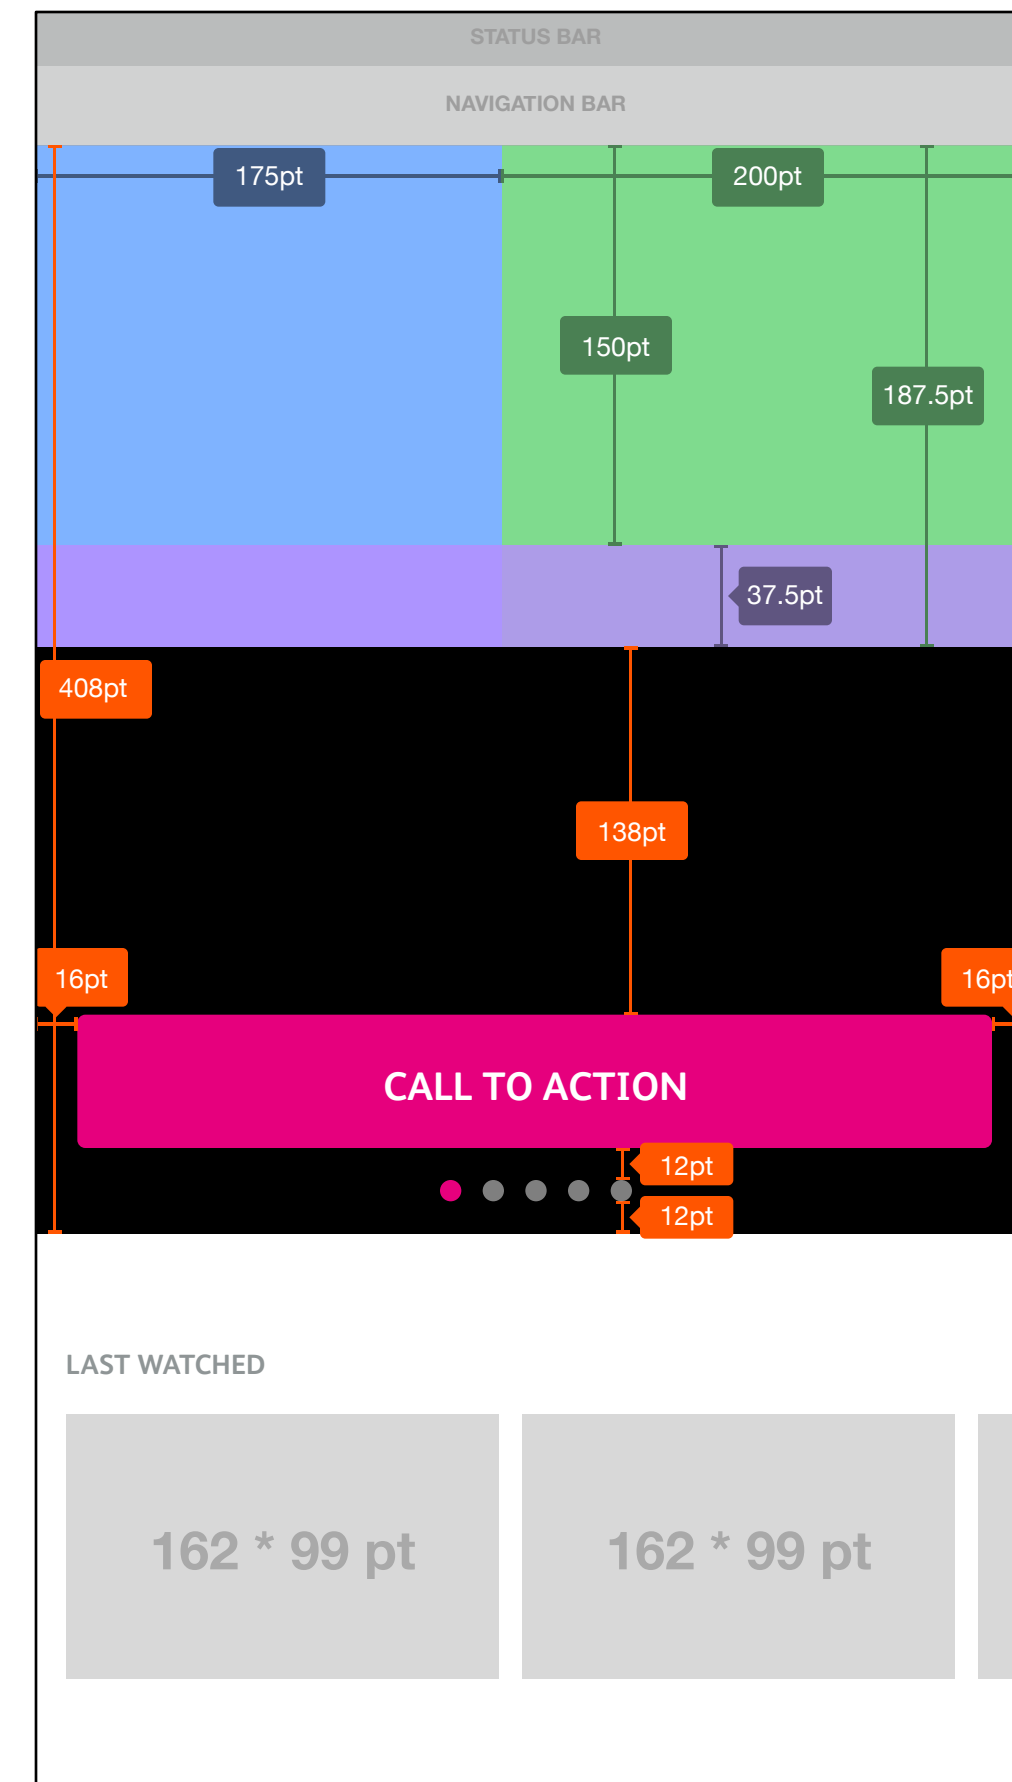 STATUS BAR
NAVIGATION BAR
175pt
200pt
150pt
187.5pt
37.5pt
408pt
138pt
16pt
16pt
CALL TO ACTION
12pt
12pt
LAST WATCHED
162 * 99 pt
162 * 99 pt